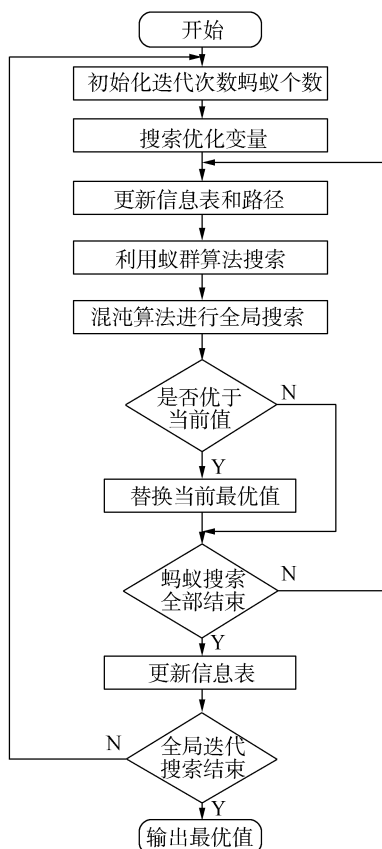 开始
初始化迭代次数蚂蚁个数
搜索优化变量
更新信息表和路径
利用蚁群算法搜索
混沌算法进行全局搜索
是否优于
当前值
N
Y
替换当前最优值
蚂蚁搜索
全部结束
N
Y
更新信息表
N
全局迭代
搜索结束
Y
输出最优值